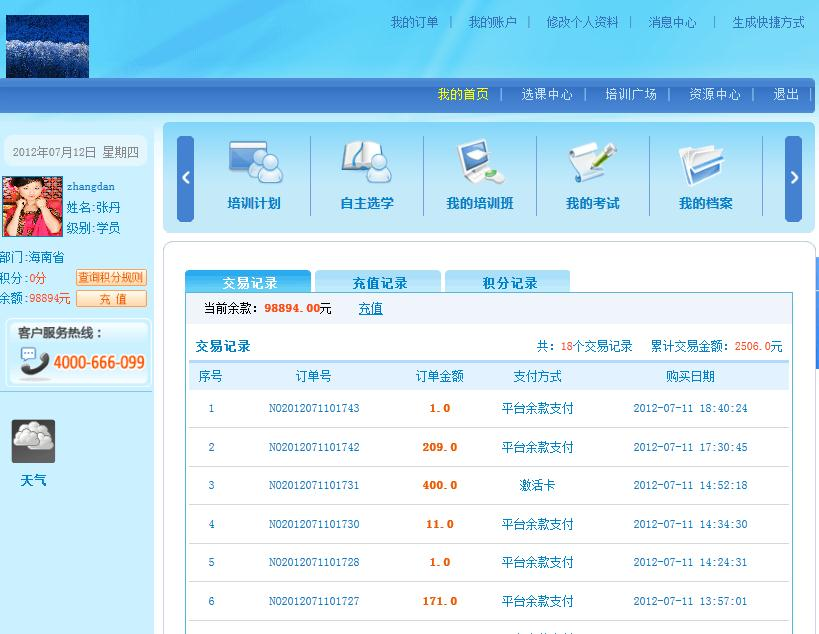 我的订单 | 我的账户 | 修改个人资料 | 消息中心 | 生成快捷方式
我的首页 | 选课中心 | 培训广场 | 资源中心 | 退出 |
2012年07月12日 星期四
zhangdan
姓名:张丹
级别:学员
部门:海南省
积分:0分 查询积分规则
余额:98894元 充 值
客户服务热线：
4000-666-099
天气
培训计划 自主选学 我的培训班 我的考试 我的档案
交易记录 充值记录 积分记录
当前余款：98894.00元 充值
交易记录 共：18个交易记录 累计交易金额：2506.0元
序号 订单号 订单金额 支付方式 购买日期
1 NO2012071101743 1.0 平台余款支付 2012-07-11 18:40:24
2 NO2012071101742 209.0 平台余款支付 2012-07-11 17:30:45
3 NO2012071101731 400.0 激活卡 2012-07-11 14:52:18
4 NO2012071101730 11.0 平台余款支付 2012-07-11 14:34:30
5 NO2012071101728 1.0 平台余款支付 2012-07-11 14:24:31
6 NO2012071101727 171.0 平台余款支付 2012-07-11 13:57:01